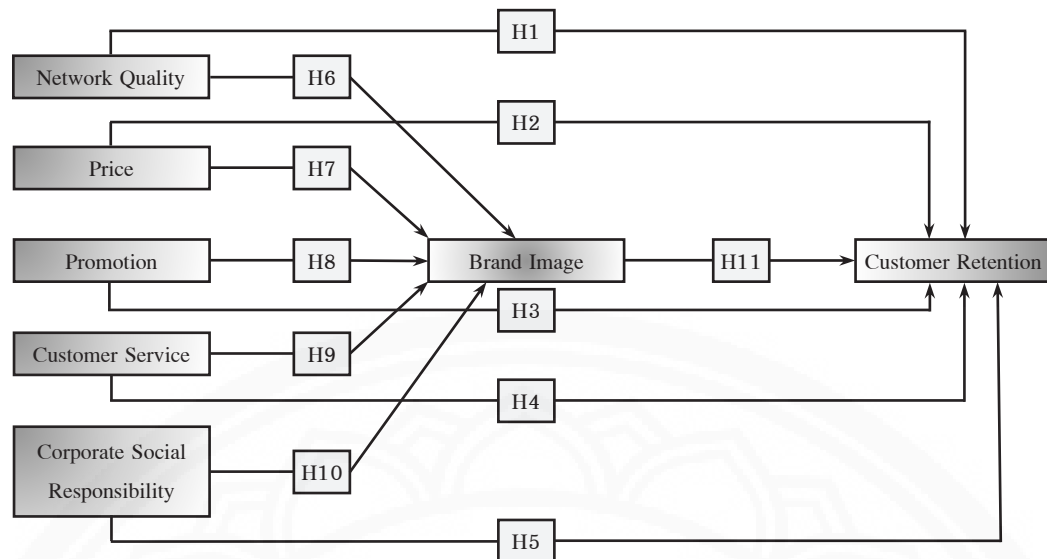 H1
Network Quality
H6
H2
Price
H7
Promotion
H8
Brand Image
H11
Customer Retention
H3
Customer Service
H9
H4
Corporate Social
Responsibility
H10
H5